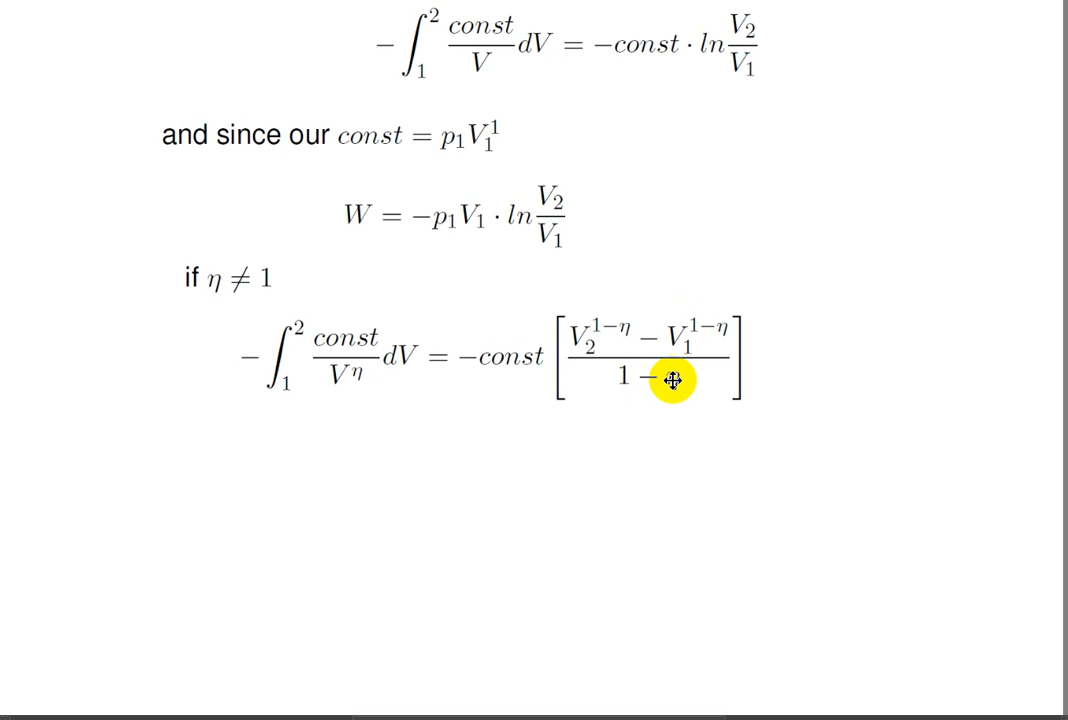 −∫₁² const/V dV = −const · ln V₂/V₁
and since our const = p₁V₁¹
W = −p₁V₁ · ln V₂/V₁
if η ≠ 1
−∫₁² const/V^η dV = −const [V₂^{1−η} − V₁^{1−η} / 1 −]